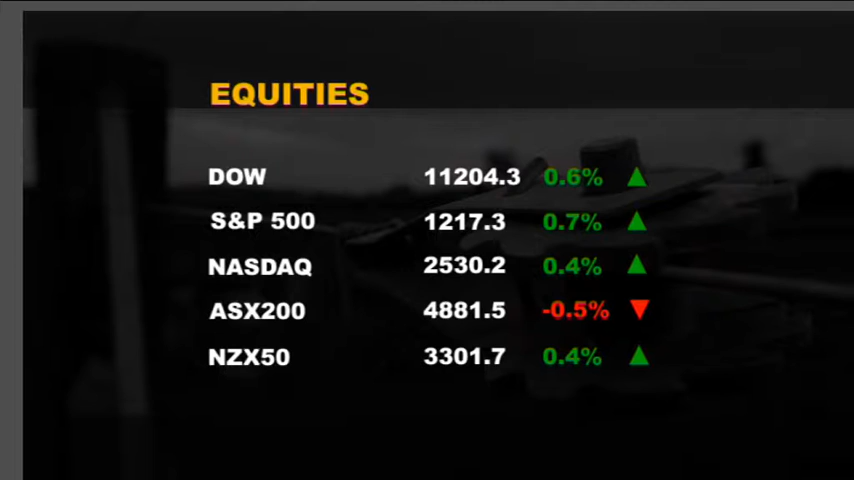 EQUITIES
DOW 11204.3 0.6% ▲
S&P 500 1217.3 0.7% ▲
NASDAQ 2530.2 0.4% ▲
ASX200 4881.5 -0.5% ▼
NZX50 3301.7 0.4% ▲